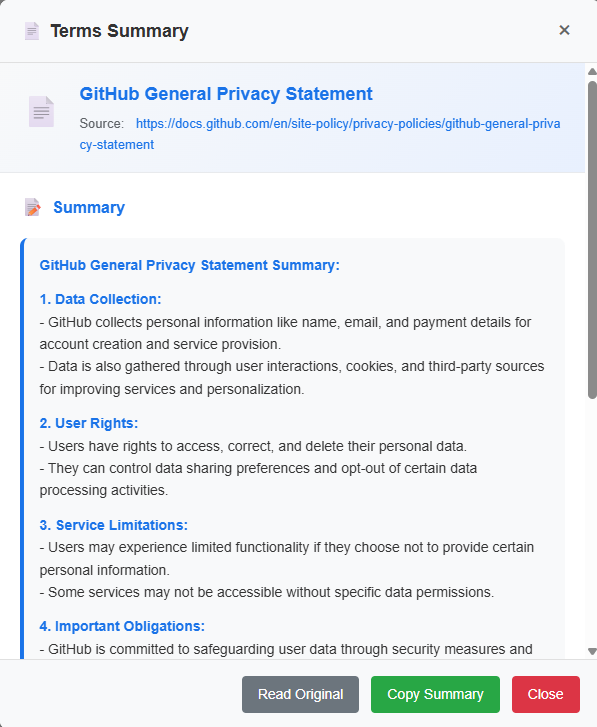 Terms Summary
GitHub General Privacy Statement
Source: https://docs.github.com/en/site-policy/privacy-policies/github-general-priva
cy-statement
Summary
GitHub General Privacy Statement Summary:
1. Data Collection:
- GitHub collects personal information like name, email, and payment details for
account creation and service provision.
- Data is also gathered through user interactions, cookies, and third-party sources
for improving services and personalization.
2. User Rights:
- Users have rights to access, correct, and delete their personal data.
- They can control data sharing preferences and opt-out of certain data
processing activities.
3. Service Limitations:
- Users may experience limited functionality if they choose not to provide certain
personal information.
- Some services may not be accessible without specific data permissions.
4. Important Obligations:
- GitHub is committed to safeguarding user data through security measures and
Read Original
Copy Summary
Close